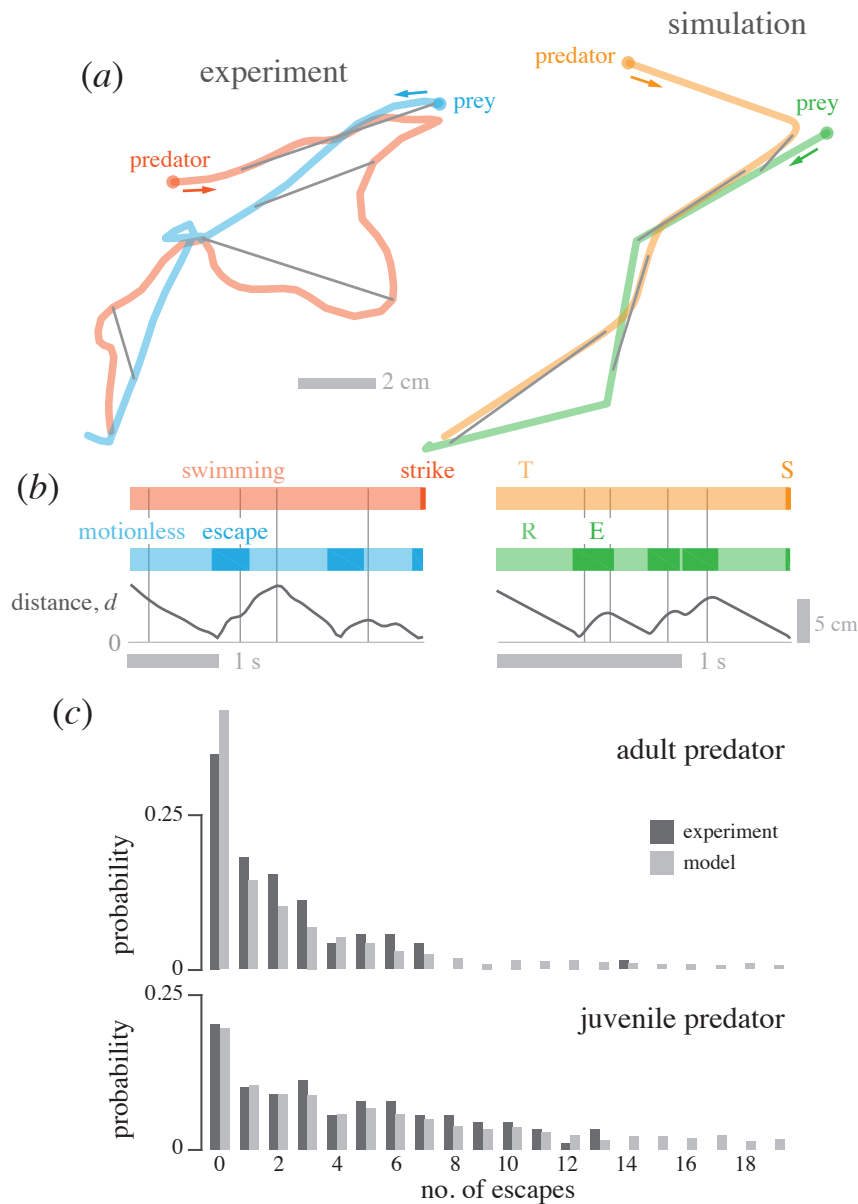 (a)
experiment
simulation
predator
prey
predator
prey
2 cm
(b)
swimming
strike
T
S
motionless
escape
R
E
distance, d
0
5 cm
1 s
1 s
(c)
adult predator
0.25
probability
0
experiment
model
juvenile predator
0.25
probability
0
0 2 4 6 8 10 12 14 16 18
no. of escapes